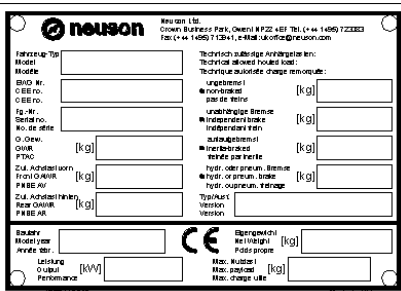 neuson
Neuson Ltd.
Crown Business Park, Gwent NP22 4EF Tel. (++ 44 1495) 723083
Fax: (++ 44 1495) 713941, e-Mail: ukoffice@neuson.com
Fahrzeug-Typ
Model
Modèle
Technisch zulässige Anhängelasten:
Technical allowed houled load:
Technique autorisée charge remorquée:
EWG Nr.
CEE no.
CEE no.
ungebremst
non-braked [kg]
pas de freins
Fg.-Nr.
Serial no.
No. de série
unabhängige Bremse
independent brake [kg]
indépendant frein
G.Gew.
GVWR [kg]
PTAC
auflaufgebremst
inertia-braked [kg]
freinée par inertie
Zul. Achslast vorn
Front GAWR [kg]
PNBE AV
hydr. oder pneum. Bremse
hydr. or pneum. brake [kg]
hydr. ou pneum. freinage
Zul. Achslast hinten
Rear GAWR [kg]
PNBE AR
Typ/Ausf.
Version
Version
Baujahr
Model year
Année fabr.
CE
Eigengewicht
Net Weight [kg]
Poids propre
Leistung
Output [kW]
Performance
Max. Nutzlast
Max. payload [kg]
Max. charge utile